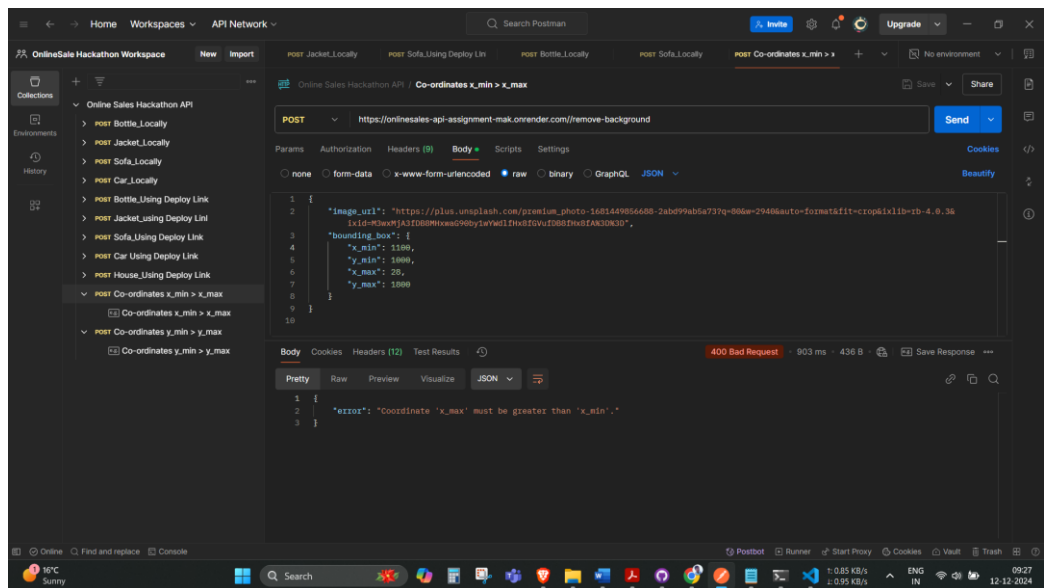 Home Workspaces API Network Search Postman Invite Upgrade
OnlineSale Hackathon Workspace New Import POST Jacket_Locally POST Sofa_Using Deploy Lin POST Bottle_Locally POST Sofa_Locally POST Co-ordinates x_min > x No environment
Collections
Environments
History
Online Sales Hackathon API
POST Bottle_Locally
POST Jacket_Locally
POST Sofa_Locally
POST Car_Locally
POST Bottle_Using Deploy Link
POST Jacket_using Deploy Linl
POST Sofa_Using Deploy LInk
POST Car Using Deploy Link
POST House_Using Deploy Link
POST Co-ordinates x_min > x_max
e.g. Co-ordinates x_min > x_max
POST Co-ordinates y_min > y_max
e.g. Co-ordinates y_min > y_max
HTTP Online Sales Hackathon API / Co-ordinates x_min > x_max Save Share
POST https://onlinesales-api-assignment-mak.onrender.com//remove-background Send
Params Authorization Headers (9) Body Scripts Settings Cookies
none form-data x-www-form-urlencoded raw binary GraphQL JSON Beautify
1 {
2 "image_url": "https://plus.unsplash.com/premium_photo-1681449856688-2abd99ab5a73?q=80&w=2940&auto=format&fit=crop&ixlib=rb-4.0.3&
3 "bounding_box": {
4 "x_min": 1100,
5 "y_min": 1000,
6 "x_max": 28,
7 "y_max": 1800
8 }
9 }
10
Body Cookies Headers (12) Test Results 400 Bad Request 903 ms 436 B e.g. Save Response
Pretty Raw Preview Visualize JSON
1 {
2 "error": "Coordinate 'x_max' must be greater than 'x_min'."
3 }
Online Find and replace Console Postbot Runner Start Proxy Cookies Vault Trash
1 16°C
Sunny
Search
↑: 0.85 KB/s
↓: 0.95 KB/s
ENG
IN
09:27
12-12-2024